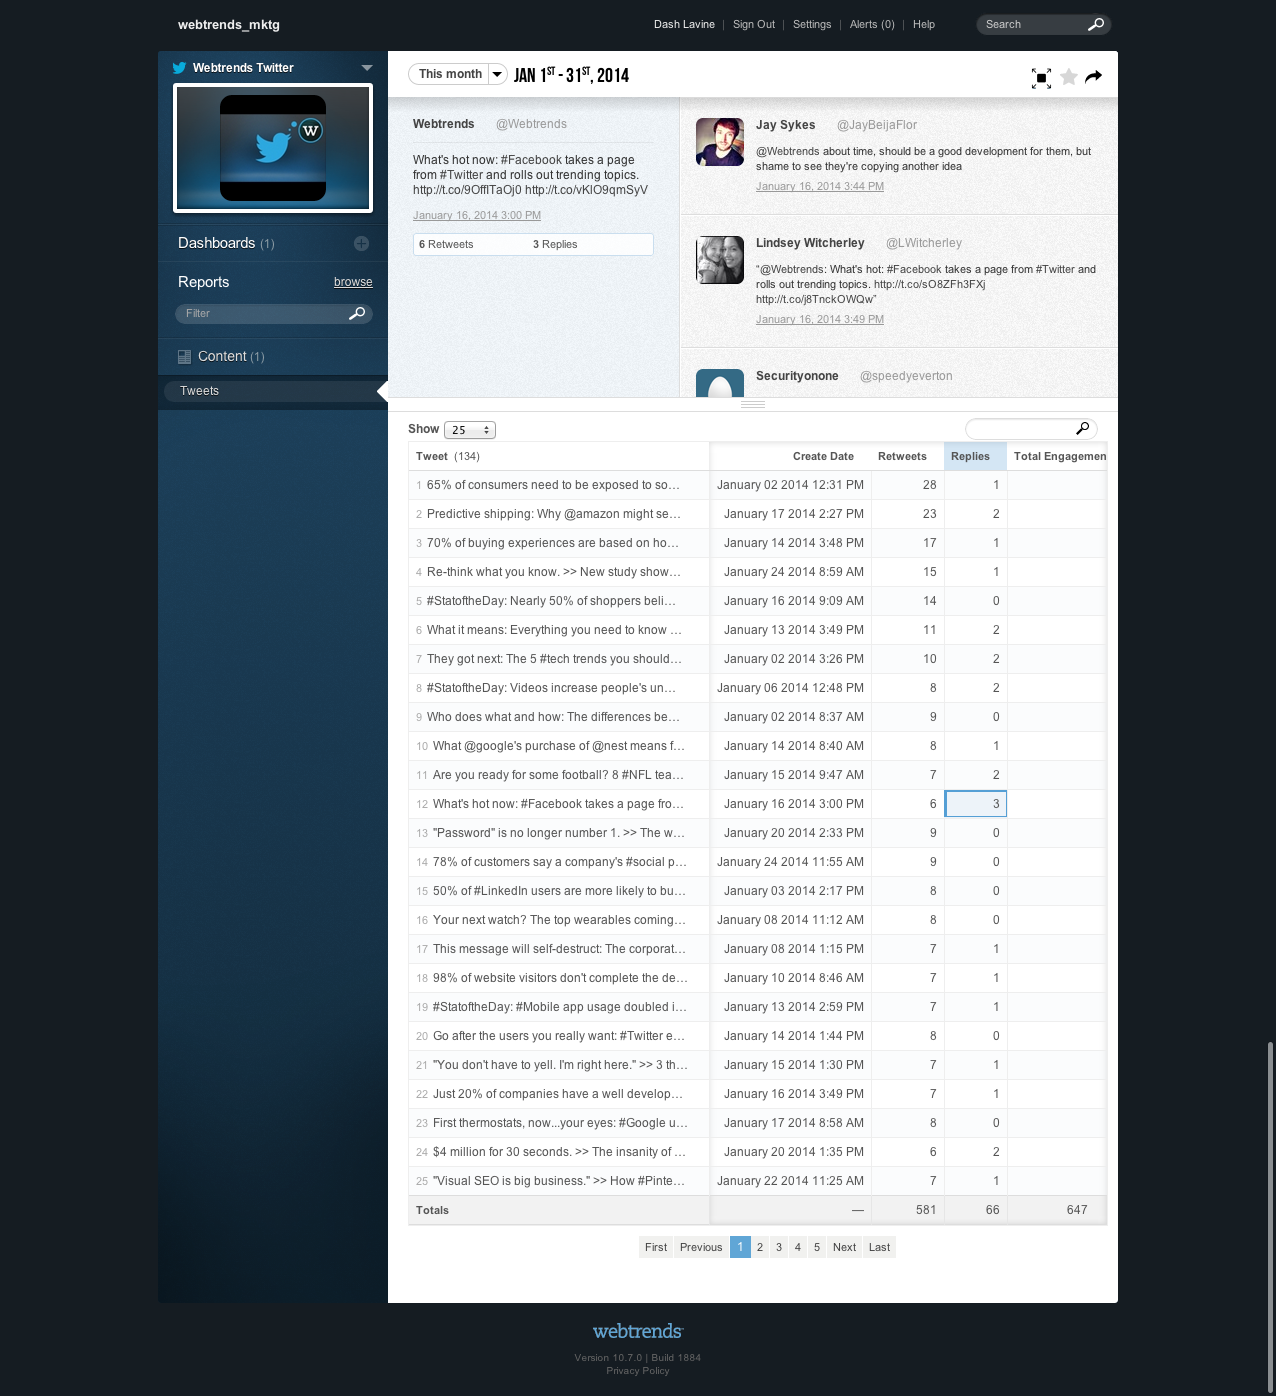 webtrends_mktg
Dash Lavine | Sign Out | Settings | Alerts (0) | Help
Search
Webtrends Twitter
W
Dashboards (1)
Reports browse
Filter
Content (1)
Tweets
This month JAN 1ST - 31ST, 2014
Webtrends @Webtrends
What's hot now: #Facebook takes a page
from #Twitter and rolls out trending topics.
http://t.co/9OfflTaOj0 http://t.co/vKlO9qmSyV
January 16, 2014 3:00 PM
6 Retweets 3 Replies
Jay Sykes @JayBeijaFlor
@Webtrends about time, should be a good development for them, but
shame to see they're copying another idea
January 16, 2014 3:44 PM
Lindsey Witcherley @LWitcherley
"@Webtrends: What's hot: #Facebook takes a page from #Twitter and
rolls out trending topics. http://t.co/sO8ZFh3FXj
http://t.co/j8TnckOWQw"
January 16, 2014 3:49 PM
Securityonone @speedyeverton
Show 25
Tweet (134) Create Date Retweets Replies Total Engagemen
1 65% of consumers need to be exposed to so… January 02 2014 12:31 PM 28 1
2 Predictive shipping: Why @amazon might se… January 17 2014 2:27 PM 23 2
3 70% of buying experiences are based on ho… January 14 2014 3:48 PM 17 1
4 Re-think what you know. >> New study show… January 24 2014 8:59 AM 15 1
5 #StatoftheDay: Nearly 50% of shoppers beli… January 16 2014 9:09 AM 14 0
6 What it means: Everything you need to know … January 13 2014 3:49 PM 11 2
7 They got next: The 5 #tech trends you should… January 02 2014 3:26 PM 10 2
8 #StatoftheDay: Videos increase people's un… January 06 2014 12:48 PM 8 2
9 Who does what and how: The differences be… January 02 2014 8:37 AM 9 0
10 What @google's purchase of @nest means f… January 14 2014 8:40 AM 8 1
11 Are you ready for some football? 8 #NFL tea… January 15 2014 9:47 AM 7 2
12 What's hot now: #Facebook takes a page fro… January 16 2014 3:00 PM 6 3
13 "Password" is no longer number 1. >> The w… January 20 2014 2:33 PM 9 0
14 78% of customers say a company's #social p… January 24 2014 11:55 AM 9 0
15 50% of #LinkedIn users are more likely to bu… January 03 2014 2:17 PM 8 0
16 Your next watch? The top wearables coming… January 08 2014 11:12 AM 8 0
17 This message will self-destruct: The corporat… January 08 2014 1:15 PM 7 1
18 98% of website visitors don't complete the de… January 10 2014 8:46 AM 7 1
19 #StatoftheDay: #Mobile app usage doubled i… January 13 2014 2:59 PM 7 1
20 Go after the users you really want: #Twitter e… January 14 2014 1:44 PM 8 0
21 "You don't have to yell. I'm right here." >> 3 th… January 15 2014 1:30 PM 7 1
22 Just 20% of companies have a well develop… January 16 2014 3:49 PM 7 1
23 First thermostats, now...your eyes: #Google u… January 17 2014 8:58 AM 8 0
24 $4 million for 30 seconds. >> The insanity of … January 20 2014 1:35 PM 6 2
25 "Visual SEO is big business." >> How #Pinte… January 22 2014 11:25 AM 7 1
Totals — 581 66 647
First Previous 1 2 3 4 5 Next Last
webtrends
Version 10.7.0 | Build 1884
Privacy Policy